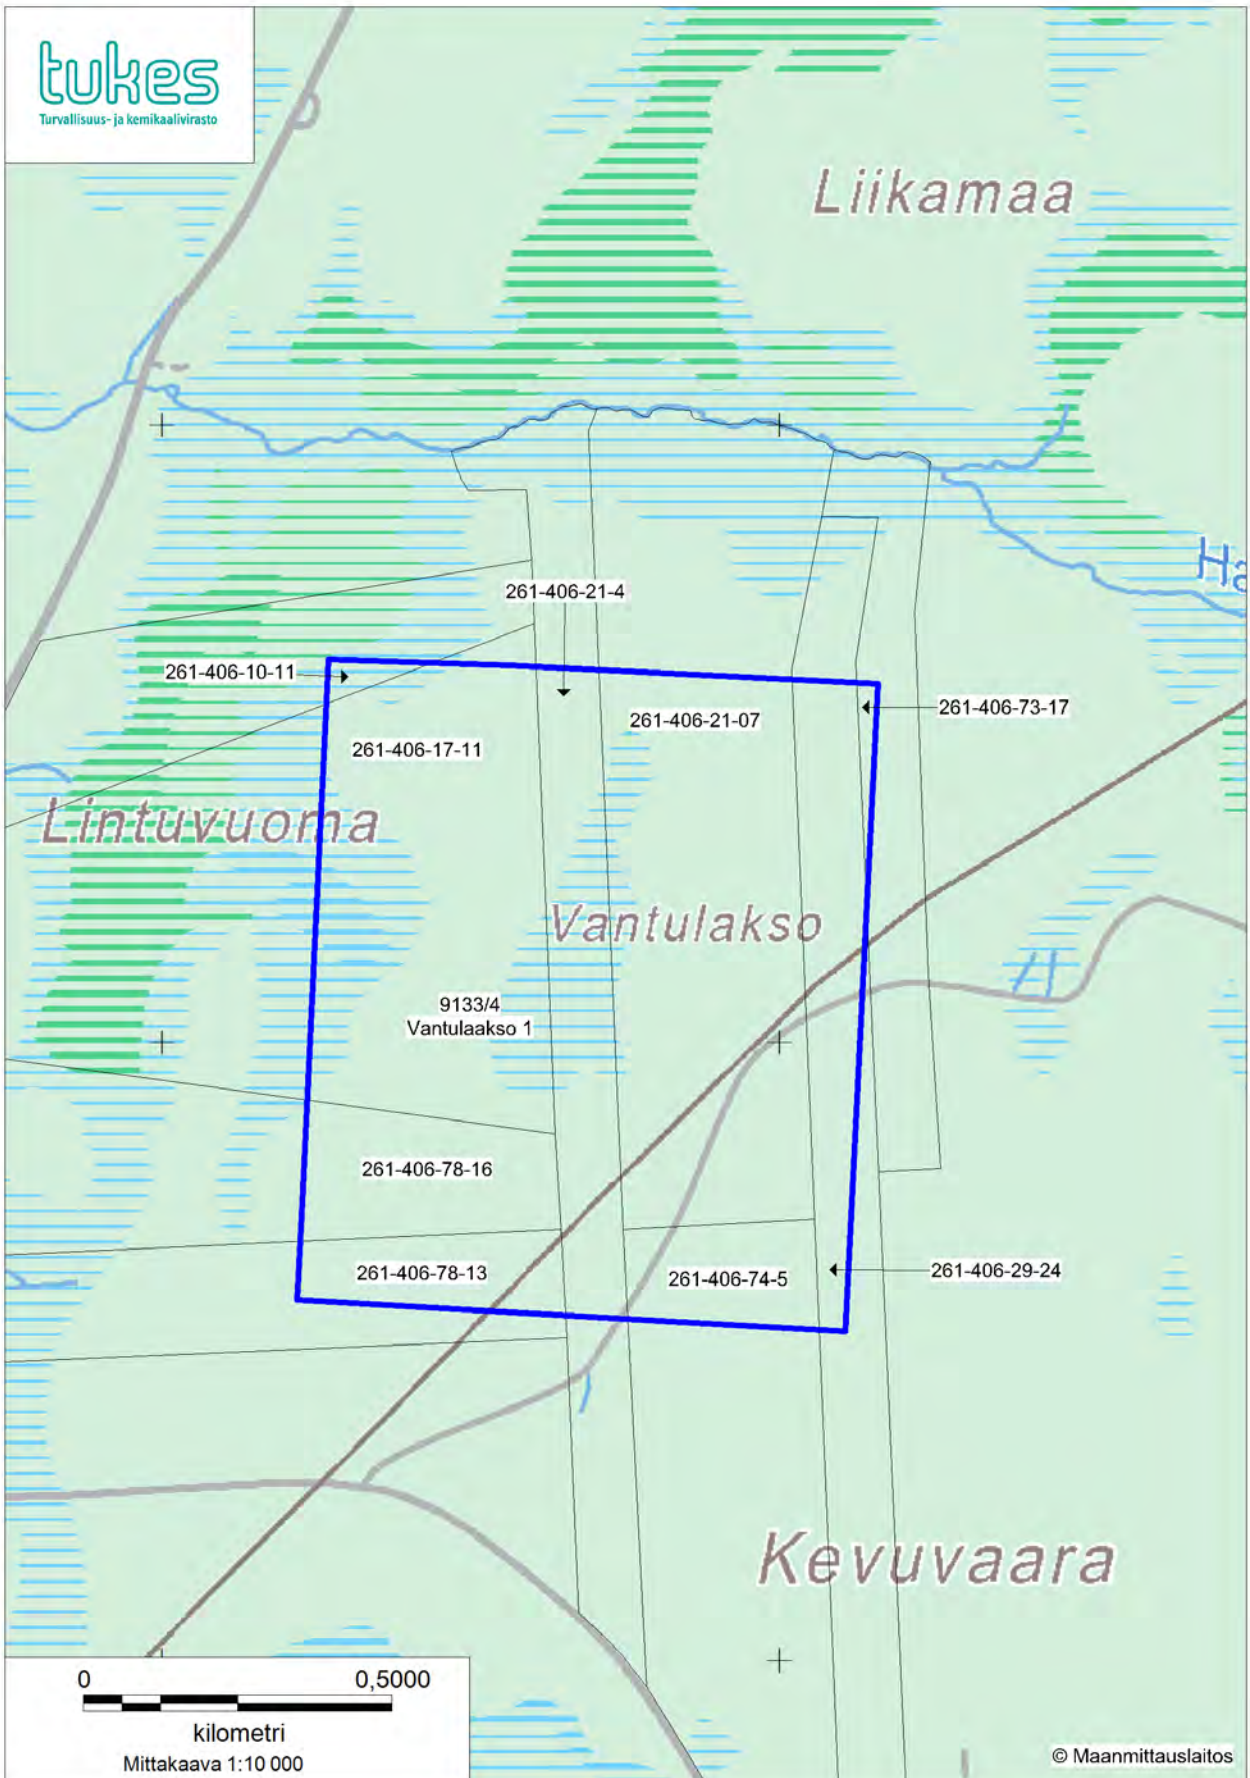 tukes
Turvallisuus- ja kemikaalivirasto
Liikamaa
Ha
261-406-21-4
261-406-10-11
261-406-73-17
261-406-21-07
261-406-17-11
Lintuvuoma
Vantulakso
9133/4
Vantulaakso 1
261-406-78-16
261-406-78-13
261-406-74-5
261-406-29-24
Kevuvaara
0 0,5000
kilometri
Mittakaava 1:10 000
© Maanmittauslaitos